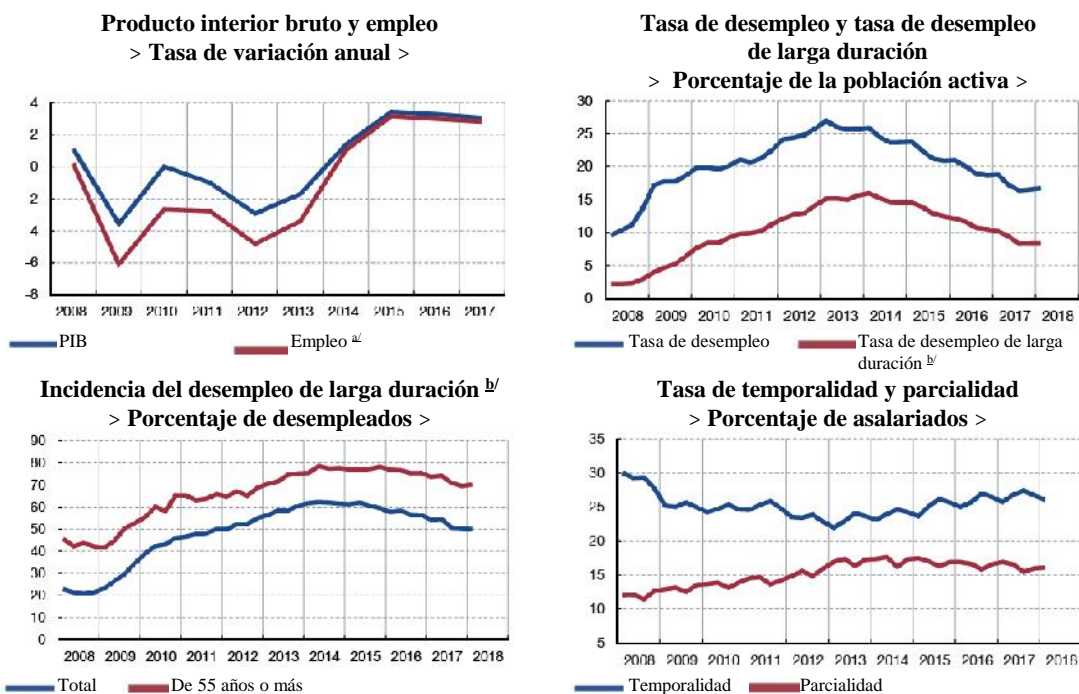 Producto interior bruto y empleo
> Tasa de variación anual >
4
2
0
2
4
-6
-8
2008 2009 2010 2011 2012 2013 2014 2015 2016 2017
PIB Empleo a/
Tasa de desempleo y tasa de desempleo
de larga duración
> Porcentaje de la población activa >
30
25
20
15
10
5
0
2008 2009 2010 2011 2012 2013 2014 2015 2016 2017 2018
Tasa de desempleo Tasa de desempleo de larga
duración b/
Incidencia del desempleo de larga duración b/
> Porcentaje de desempleados >
90
80
70
60
50
40
30
20
10
0
2008 2009 2010 2011 2012 2013 2014 2015 2016 2017 2018
Total De 55 años o más
Tasa de temporalidad y parcialidad
> Porcentaje de asalariados >
35
30
25
20
15
10
5
2008 2009 2010 2011 2012 2013 2014 2015 2016 2017 2018
Temporalidad Parcialidad